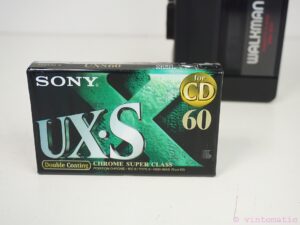 WALKMAN
SONY
for
CD
UX·S
60
Double Coating
CHROME SUPER CLASS
© vintomatic